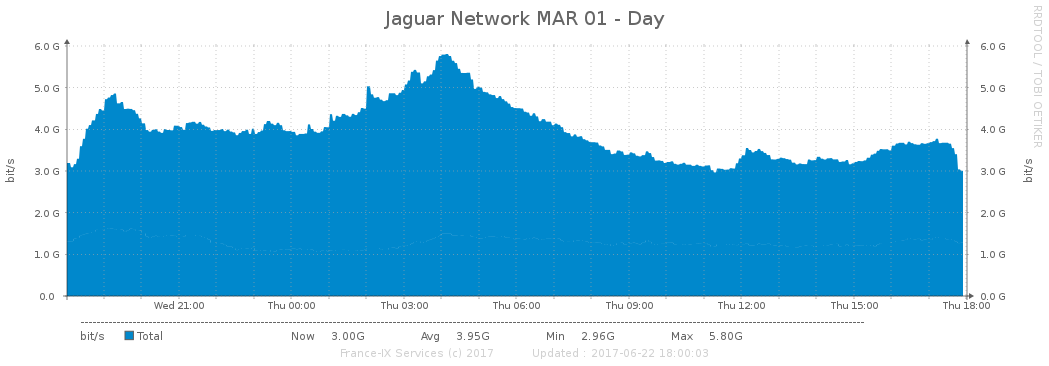 Jaguar Network MAR 01 - Day
RRDTOOL / TOBI OETIKER
bit/s
bit/s
6.0 G 6.0 G
5.0 G 5.0 G
4.0 G 4.0 G
3.0 G 3.0 G
2.0 G 2.0 G
1.0 G 1.0 G
0.0 0.0 G
Wed 21:00 Thu 00:00 Thu 03:00 Thu 06:00 Thu 09:00 Thu 12:00 Thu 15:00 Thu 18:00
bit/s Total Now 3.00G Avg 3.95G Min 2.96G Max 5.80G
France-IX Services (c) 2017 Updated : 2017-06-22 18:00:03